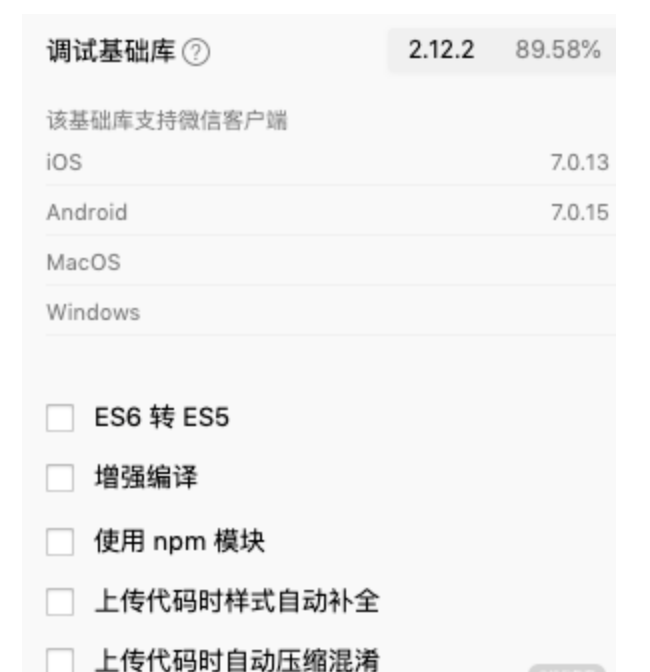 调试基础库 ? 2.12.2 89.58%
该基础库支持微信客户端
iOS 7.0.13
Android 7.0.15
MacOS
Windows
ES6 转 ES5
增强编译
使用 npm 模块
上传代码时样式自动补全
上传代码时自动压缩混淆